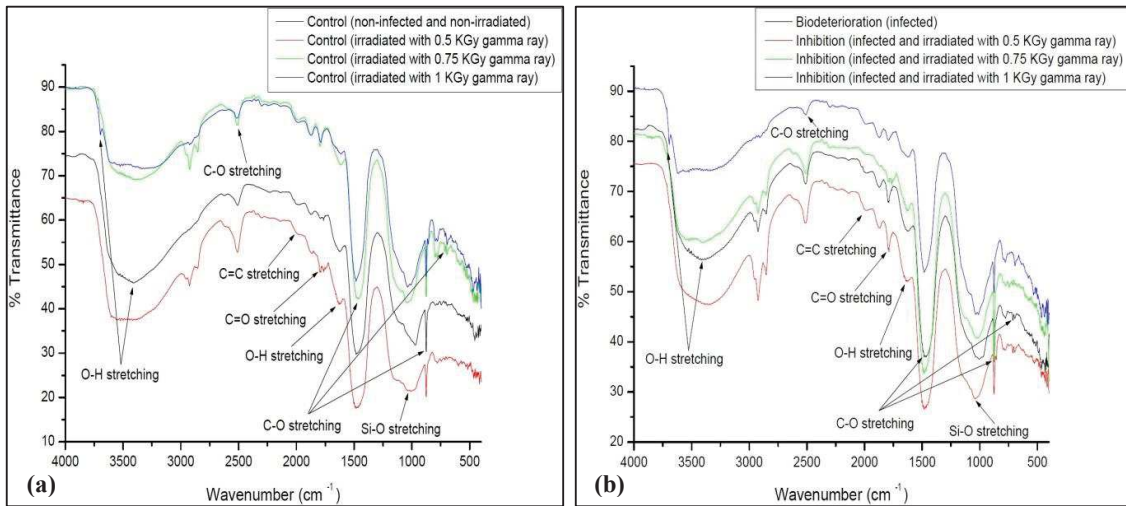 Control (non-infected and non-irradiated)
Control (irradiated with 0.5 KGy gamma ray)
Control (irradiated with 0.75 KGy gamma ray)
Control (irradiated with 1 KGy gamma ray)
90
80
70
60
50
40
30
20
10
% Transmittance
C-O stretching
C=C stretching
C=O stretching
O-H stretching
O-H stretching
C-O stretching
Si-O stretching
4000 3500 3000 2500 2000 1500 1000 500
Wavenumber (cm -1)
(a)
Biodeterioration (infected)
Inhibition (infected and irradiated with 0.5 KGy gamma ray)
Inhibition (infected and irradiated with 0.75 KGy gamma ray)
Inhibition (infected and irradiated with 1 KGy gamma ray)
100
90
80
70
60
50
40
30
20
% Transmittance
C-O stretching
C=C stretching
C=O stretching
O-H stretching
O-H stretching
C-O stretching
Si-O stretching
4000 3500 3000 2500 2000 1500 1000 500
Wavenumber (cm -1)
(b)